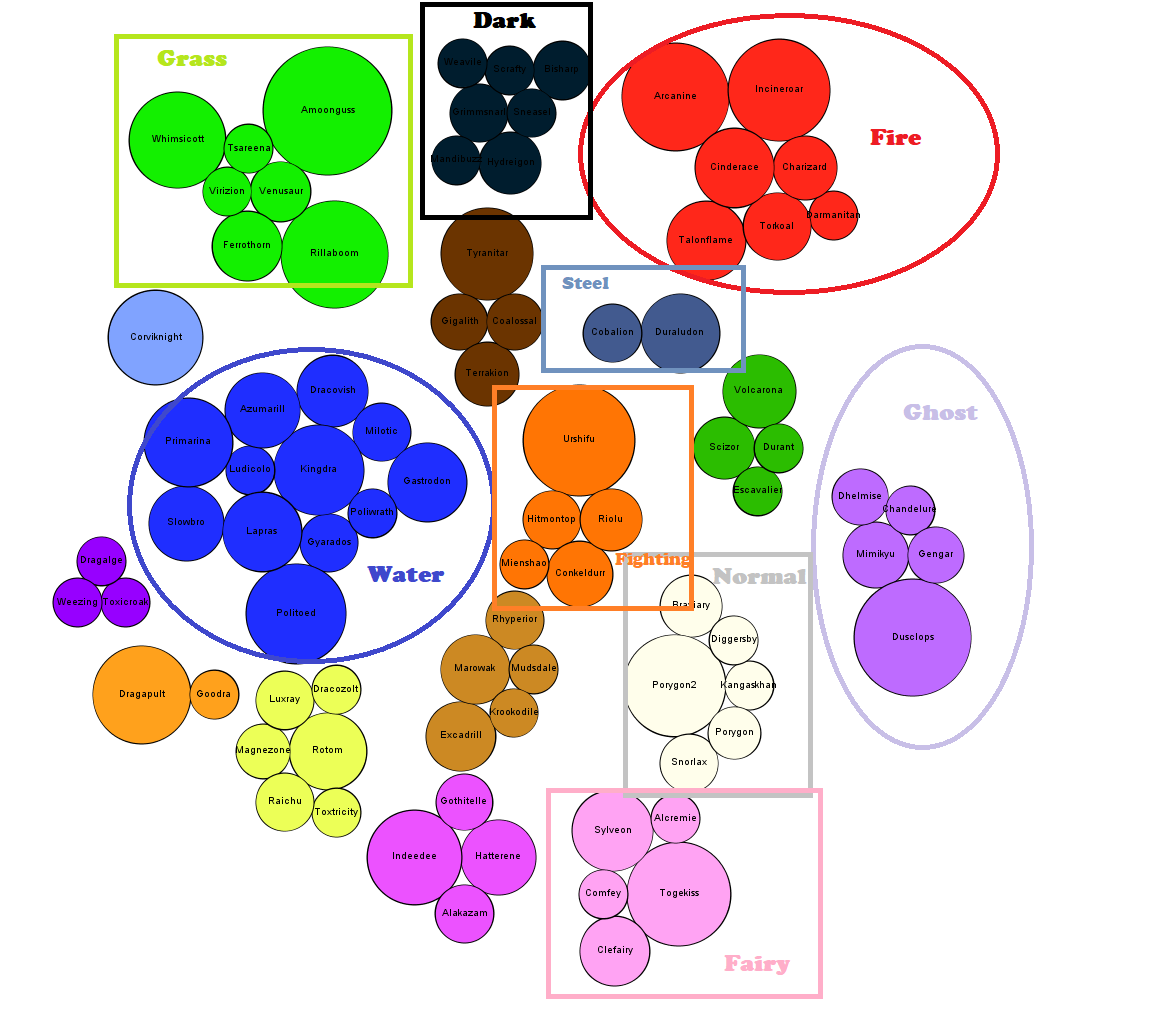 Dark
Grass
Weavile
Scrafty
Bisharp
Grimmsnarl
Sneasel
Mandibuzz
Hydreigon
Whimsicott
Amoonguss
Tsareena
Virizion
Venusaur
Ferrothorn
Rillaboom
Fire
Arcanine
Incineroar
Cinderace
Charizard
Talonflame
Torkoal
Darmanitan
Tyranitar
Gigalith
Coalossal
Terrakion
Steel
Cobalion
Duraludon
Corviknight
Water
Dracovish
Azumarill
Milotic
Primarina
Ludicolo
Kingdra
Gastrodon
Slowbro
Lapras
Poliwrath
Gyarados
Politoed
Volcarona
Scizor
Durant
Escavalier
Fighting
Urshifu
Hitmontop
Riolu
Mienshao
Conkeldurr
Ghost
Dhelmise
Chandelure
Mimikyu
Gengar
Dusclops
Dragalge
Weezing
Toxicroak
Normal
Braviary
Diggersby
Porygon2
Kangaskhan
Porygon
Snorlax
Rhyperior
Marowak
Mudsdale
Krookodile
Excadrill
Dragapult
Goodra
Luxray
Dracozolt
Magnezone
Rotom
Raichu
Toxtricity
Gothitelle
Indeedee
Hatterene
Alakazam
Fairy
Sylveon
Alcremie
Comfey
Togekiss
Clefairy